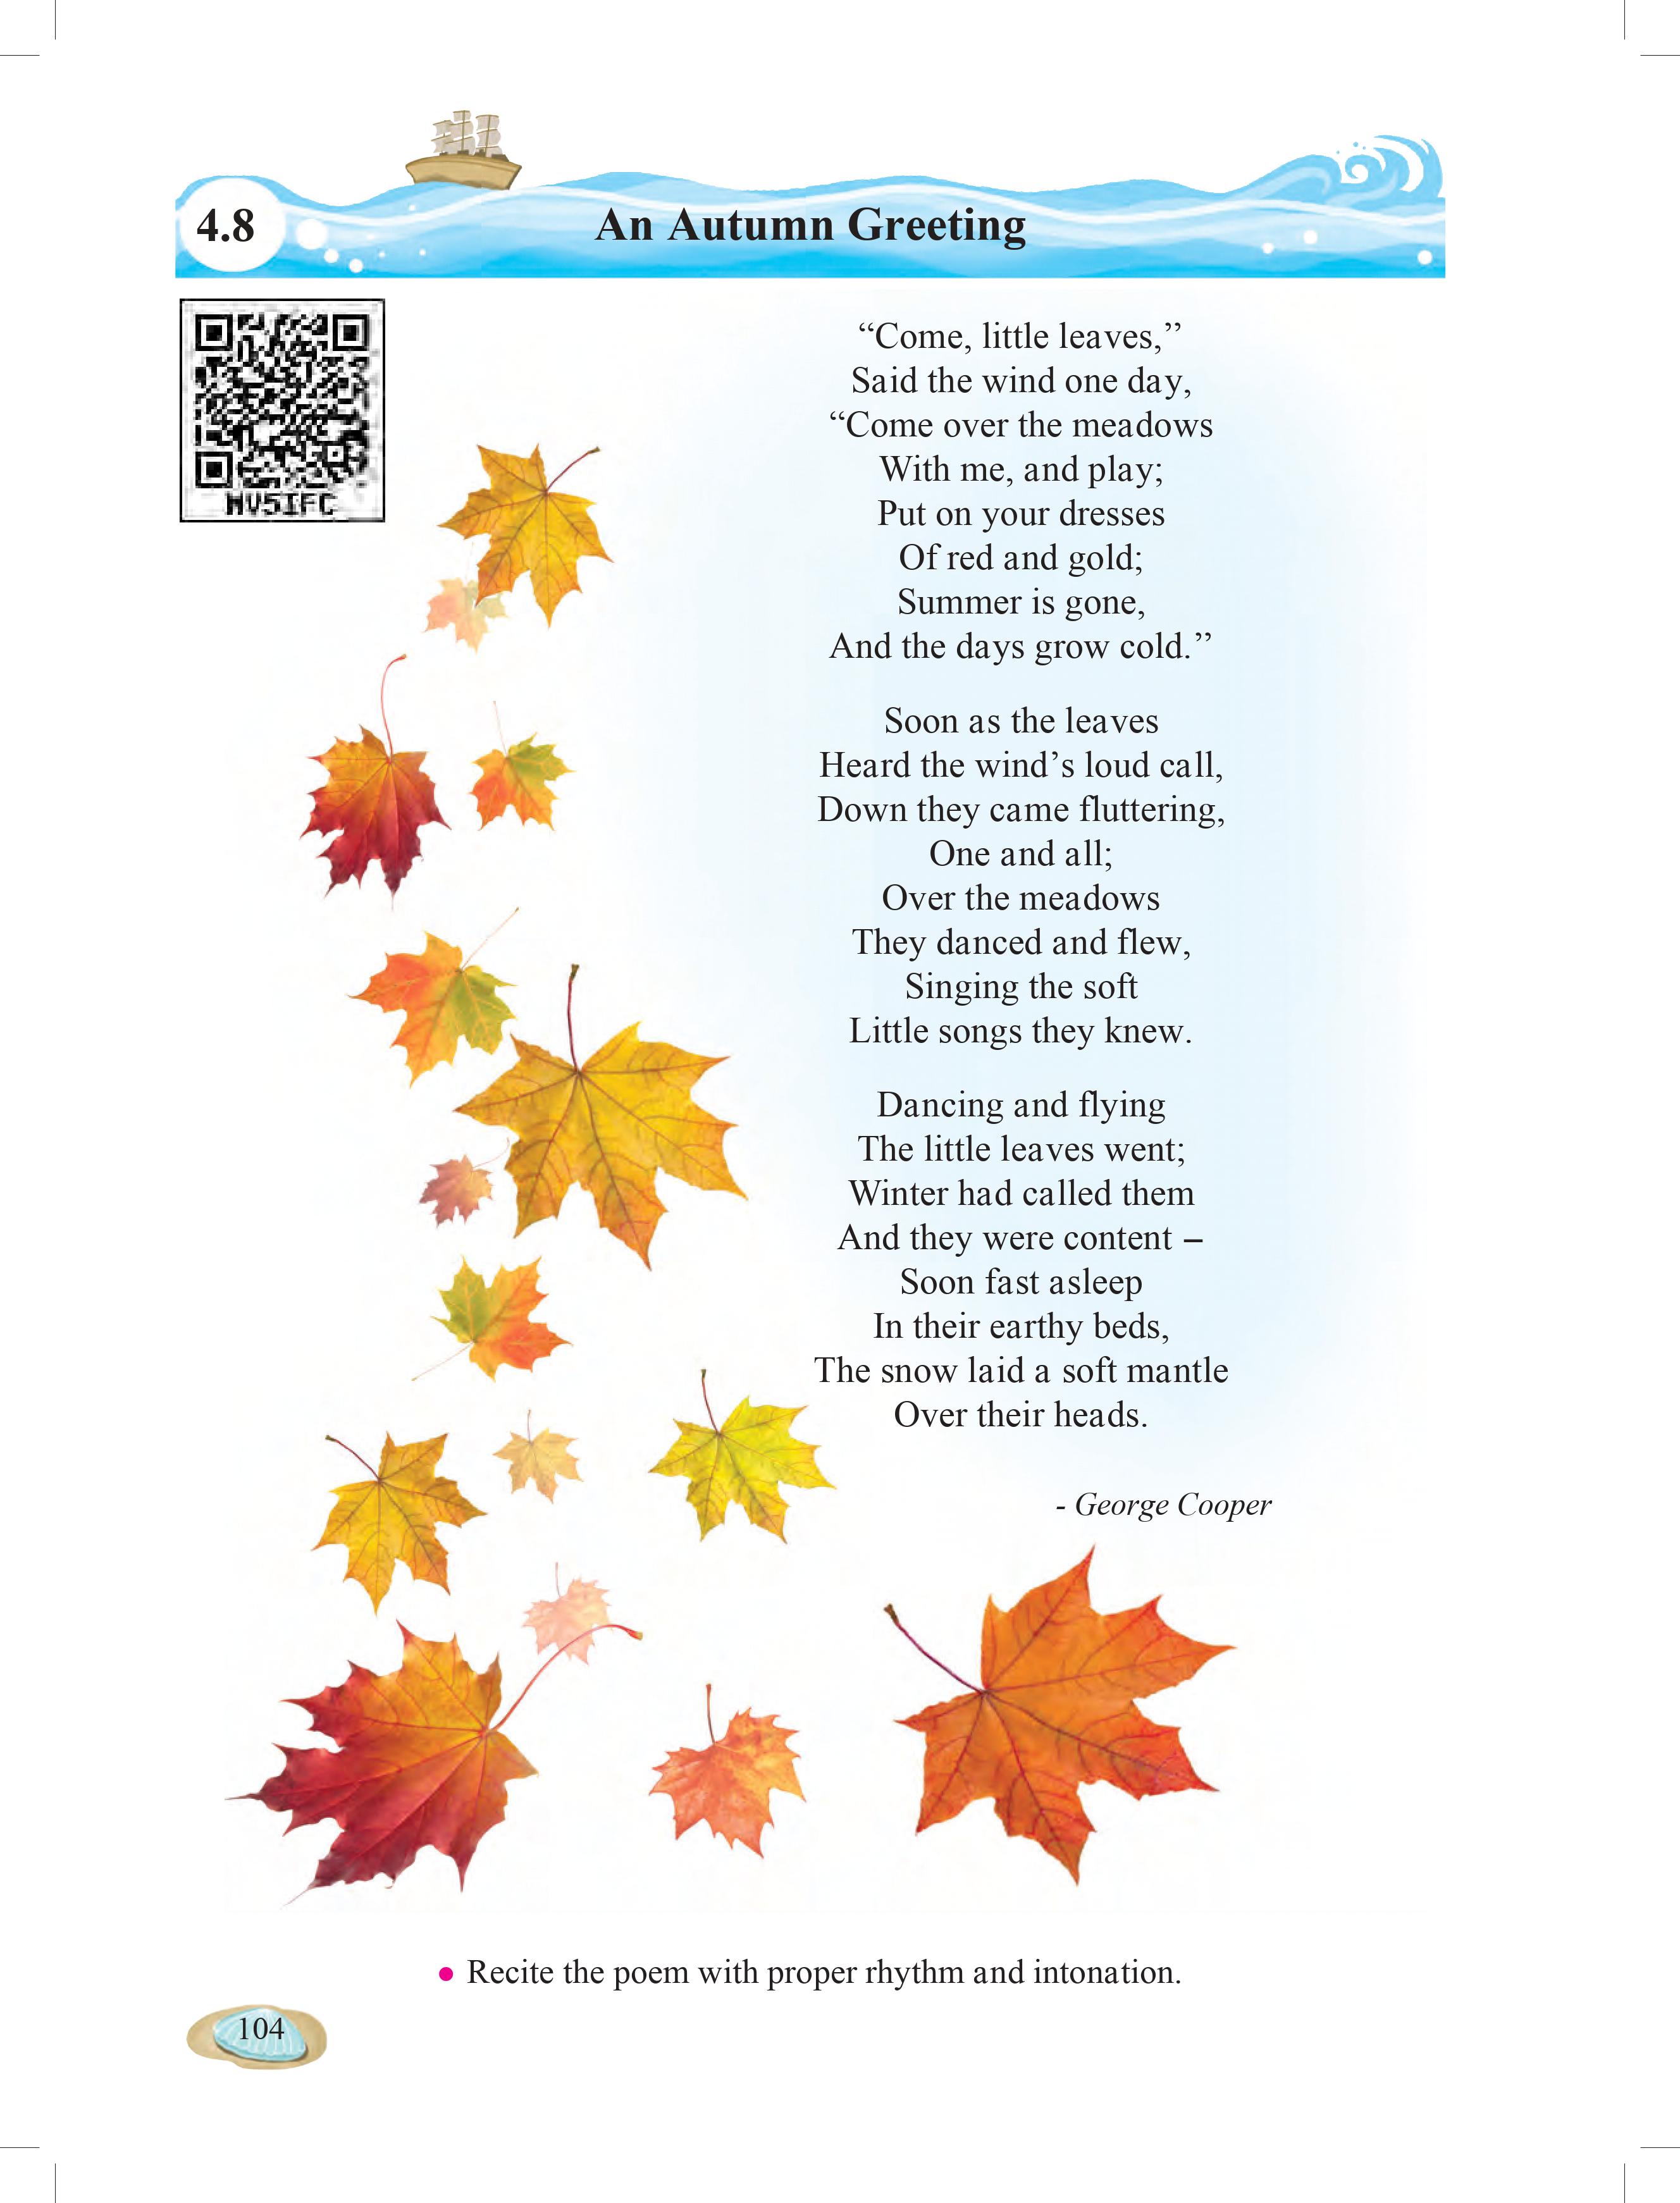 4.8
An Autumn Greeting
“Come, little leaves,”
Said the wind one day,
“Come over the meadows
With me, and play;
Put on your dresses
Of red and gold;
Summer is gone,
And the days grow cold.”
Soon as the leaves
Heard the wind’s loud call,
Down they came fluttering,
One and all;
Over the meadows
They danced and flew,
Singing the soft
Little songs they knew.
Dancing and flying
The little leaves went;
Winter had called them
And they were content –
Soon fast asleep
In their earthy beds,
The snow laid a soft mantle
Over their heads.
- George Cooper
● Recite the poem with proper rhythm and intonation.
104